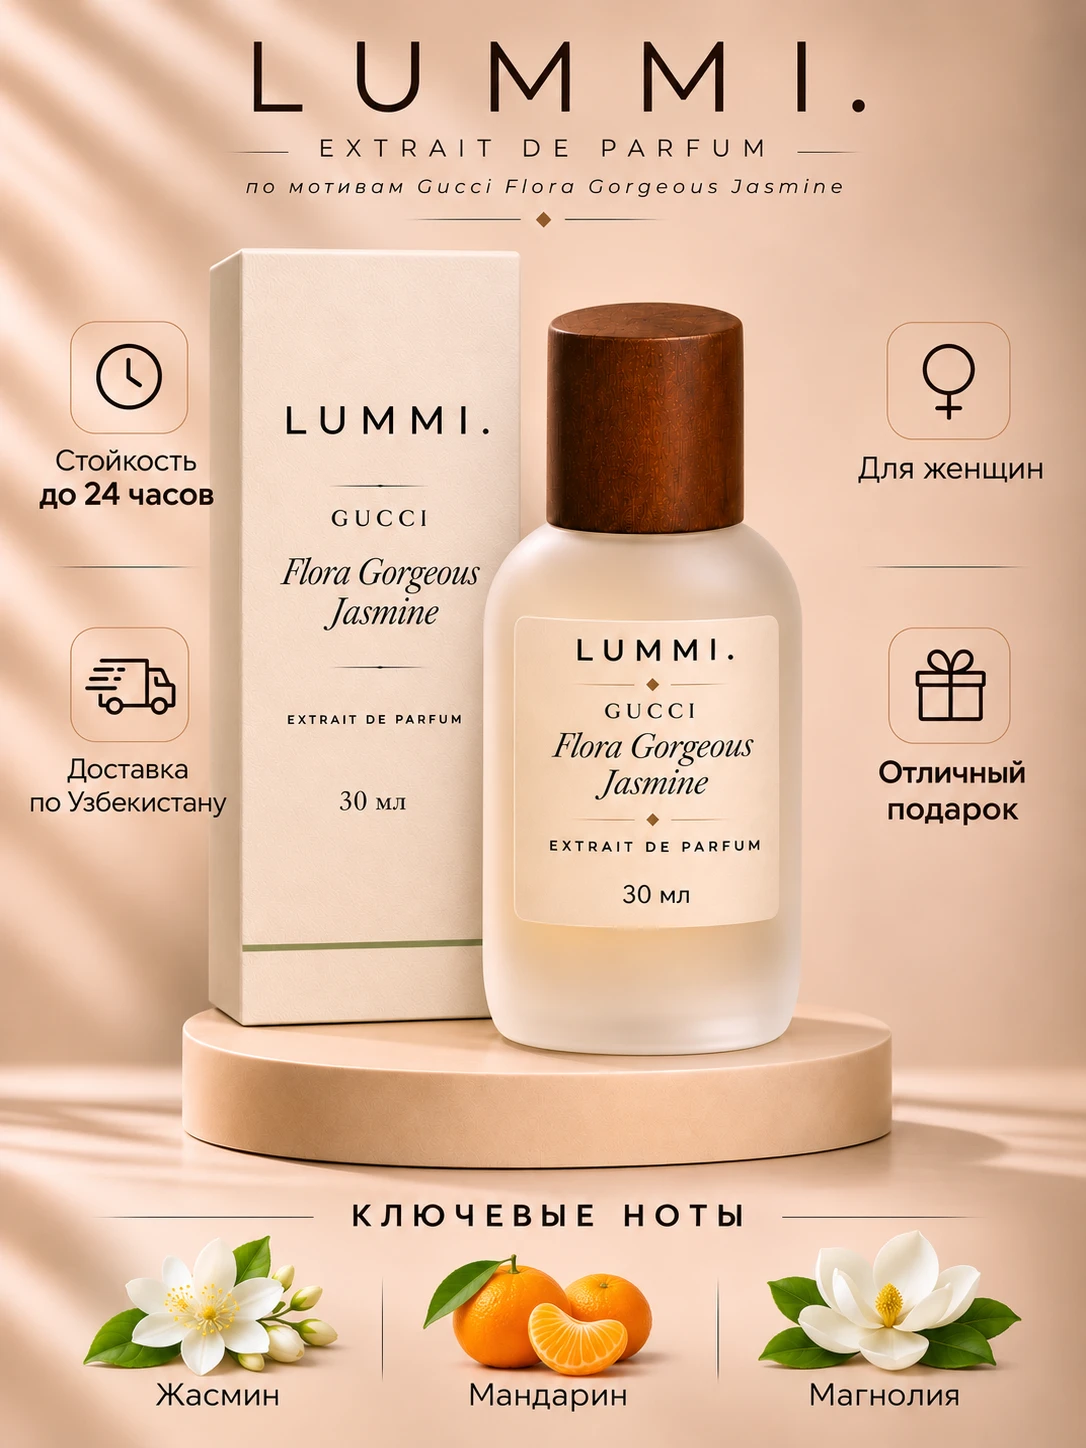 LUMMI.
EXTRAIT DE PARFUM
по мотивам Gucci Flora Gorgeous Jasmine
Стойкость
до 24 часов
Доставка
по Узбекистану
LUMMI.
GUCCI
Flora Gorgeous
Jasmine
EXTRAIT DE PARFUM
30 мл
LUMMI.
GUCCI
Flora Gorgeous
Jasmine
EXTRAIT DE PARFUM
30 мл
Для женщин
Отличный
подарок
КЛЮЧЕВЫЕ НОТЫ
Жасмин
Мандарин
Магнолия